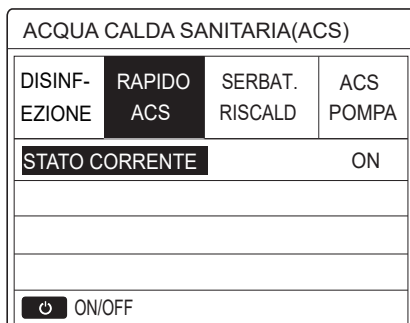 ACQUA CALDA SANITARIA(ACS)
DISINF-
EZIONE
RAPIDO
ACS
SERBAT.
RISCALD
ACS
POMPA
STATO CORRENTE ON
ON/OFF